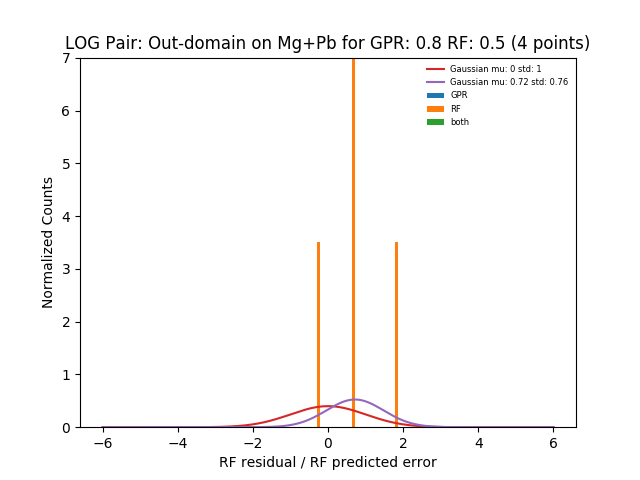 LOG Pair: Out-domain on Mg+Pb for GPR: 0.8 RF: 0.5 (4 points)
Gaussian mu: 0 std: 1
Gaussian mu: 0.72 std: 0.76
GPR
RF
both
Normalized Counts
7
6
5
4
3
2
1
0
−6 −4 −2 0 2 4 6
RF residual / RF predicted error